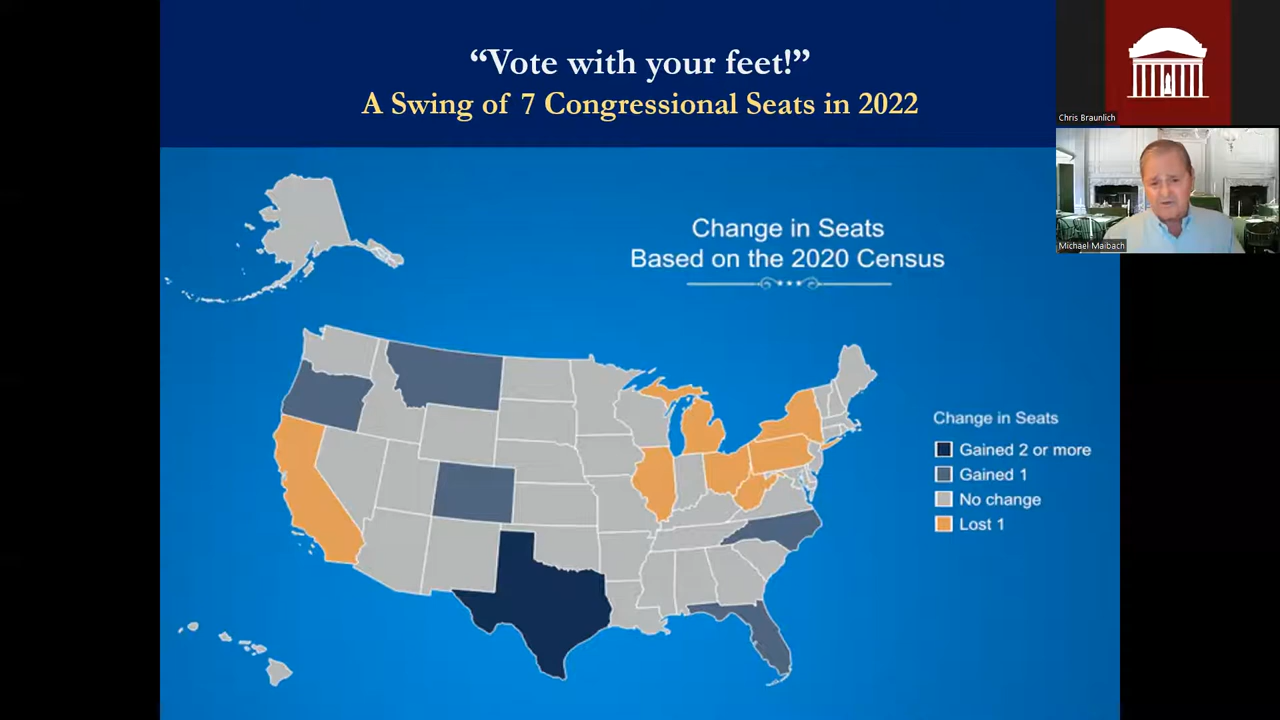 “Vote with your feet!”
A Swing of 7 Congressional Seats in 2022
Chris Braunlich
Michael Maibach
Change in Seats
Based on the 2020 Census
Change in Seats
Gained 2 or more
Gained 1
No change
Lost 1